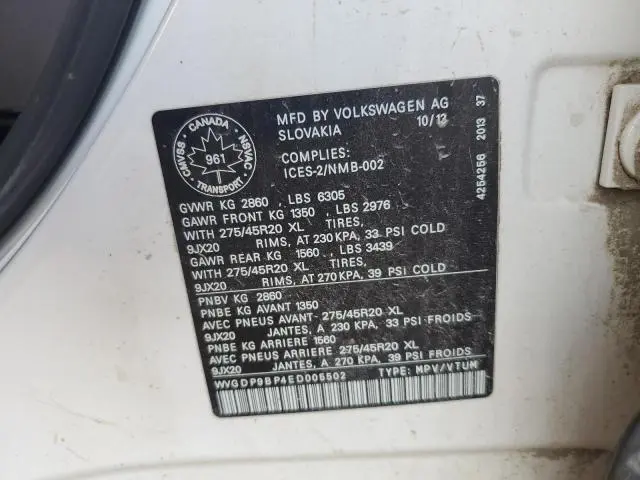 MFD BY VOLKSWAGEN AG
SLOVAKIA 10/13
COMPLIES:
ICES-2/NMB-002
CANADA
CMVSS 961 NSVAC
TRANSPORT
GVWR KG 2860 , LBS 6305
GAWR FRONT KG 1350 , LBS 2976
WITH 275/45R20 XL TIRES,
9JX20 RIMS, AT 230 KPA, 33 PSI COLD
GAWR REAR KG 1560 , LBS 3439
WITH 275/45R20 XL TIRES,
9JX20 RIMS, AT 270 KPA, 39 PSI COLD
PNBV KG 2860
PNBE KG AVANT 1350
AVEC PNEUS AVANT - 275/45R20 XL
9JX20 JANTES, A 230 KPA, 33 PSI FROIDS
PNBE KG ARRIERE 1560
AVEC PNEUS ARRIERE 275/45R20 XL
9JX20 JANTES, A 270 KPA, 39 PSI FROIDS
WVGDP9BP4ED005502 TYPE: MPV/VTUM
4254256 2013 37